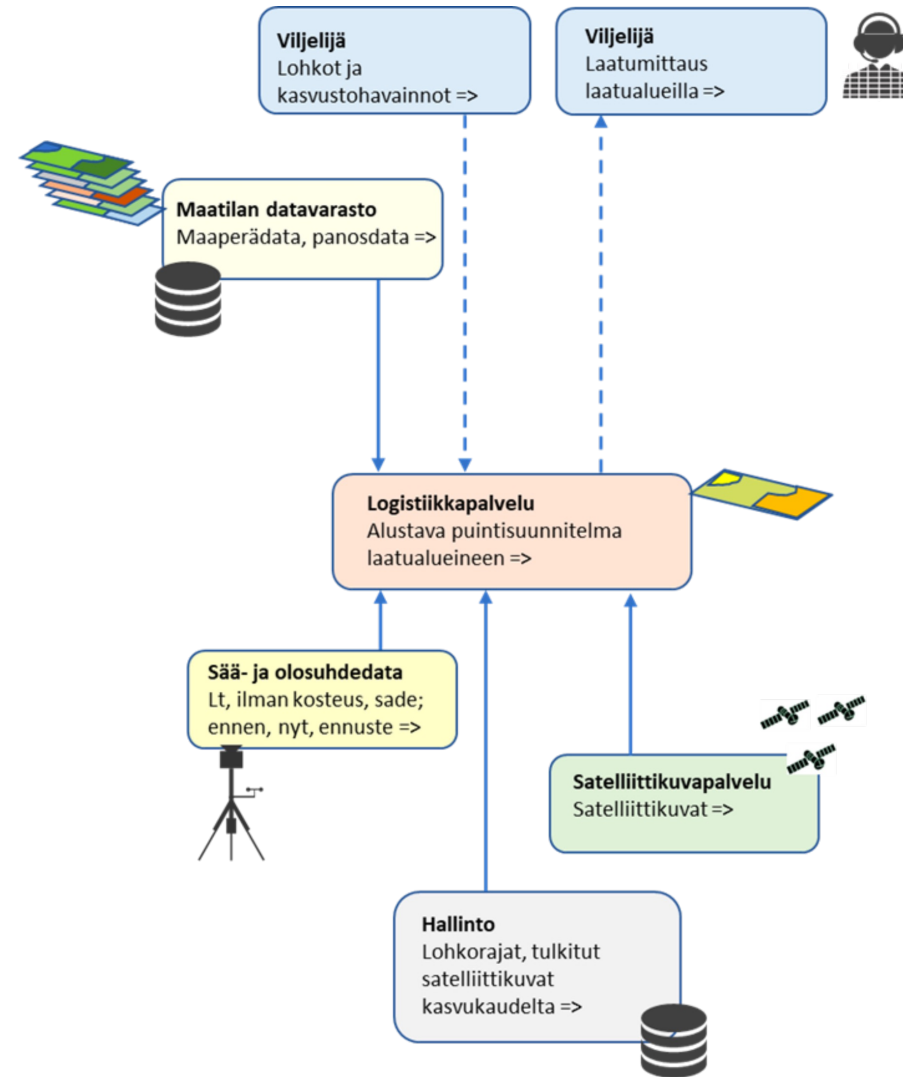 Viljelijä
Lohkot ja
kasvustohavainnot =>
Viljelijä
Laatumittaus
laatualueilla =>
Maatilan datavarasto
Maaperädata, panosdata =>
Logistiikkapalvelu
Alustava puintisuunnitelma
laatualueineen =>
Sää- ja olosuhdedata
Lt, ilman kosteus, sade;
ennen, nyt, ennuste =>
Satelliittikuvapalvelu
Satelliittikuvat =>
Hallinto
Lohkorajat, tulkitut
satelliittikuvat
kasvukaudelta =>